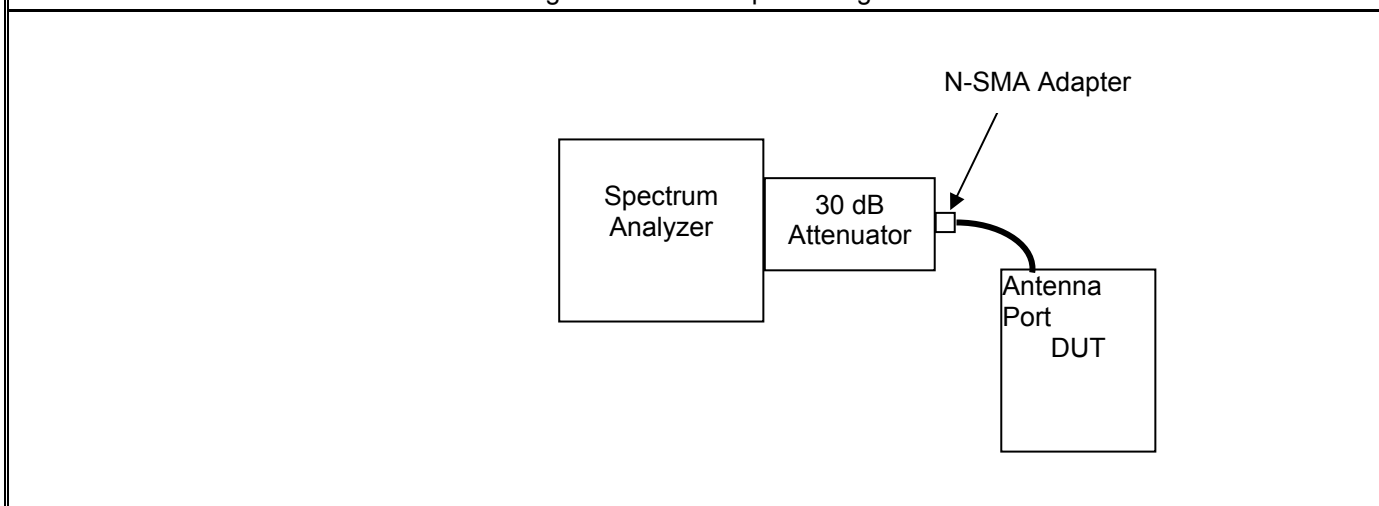 N-SMA Adapter
Spectrum
Analyzer
30 dB
Attenuator
Antenna
Port
DUT